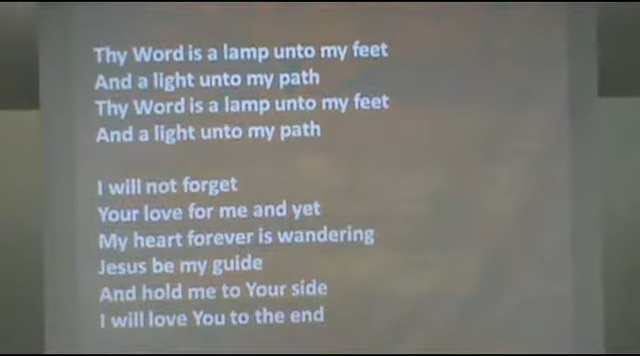 Thy Word is a lamp unto my feet
And a light unto my path
Thy Word is a lamp unto my feet
And a light unto my path
I will not forget
Your love for me and yet
My heart forever is wandering
Jesus be my guide
And hold me to Your side
I will love You to the end